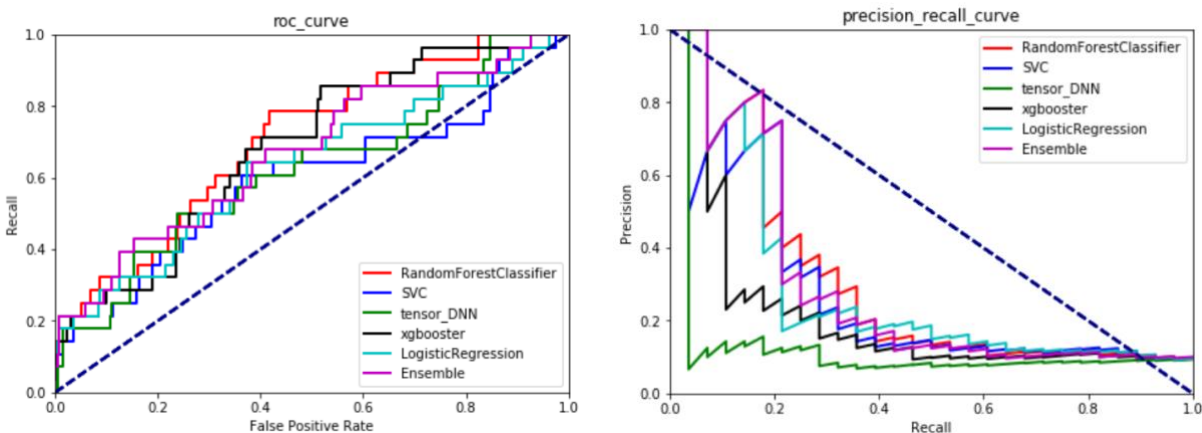 roc_curve
1.0
0.8
0.6
0.4
0.2
0.0
Recall
RandomForestClassifier
SVC
tensor_DNN
xgbooster
LogisticRegression
Ensemble
0.0 0.2 0.4 0.6 0.8 1.0
False Positive Rate
precision_recall_curve
1.0
0.8
0.6
0.4
0.2
0.0
Precision
RandomForestClassifier
SVC
tensor_DNN
xgbooster
LogisticRegression
Ensemble
0.0 0.2 0.4 0.6 0.8 1.0
Recall